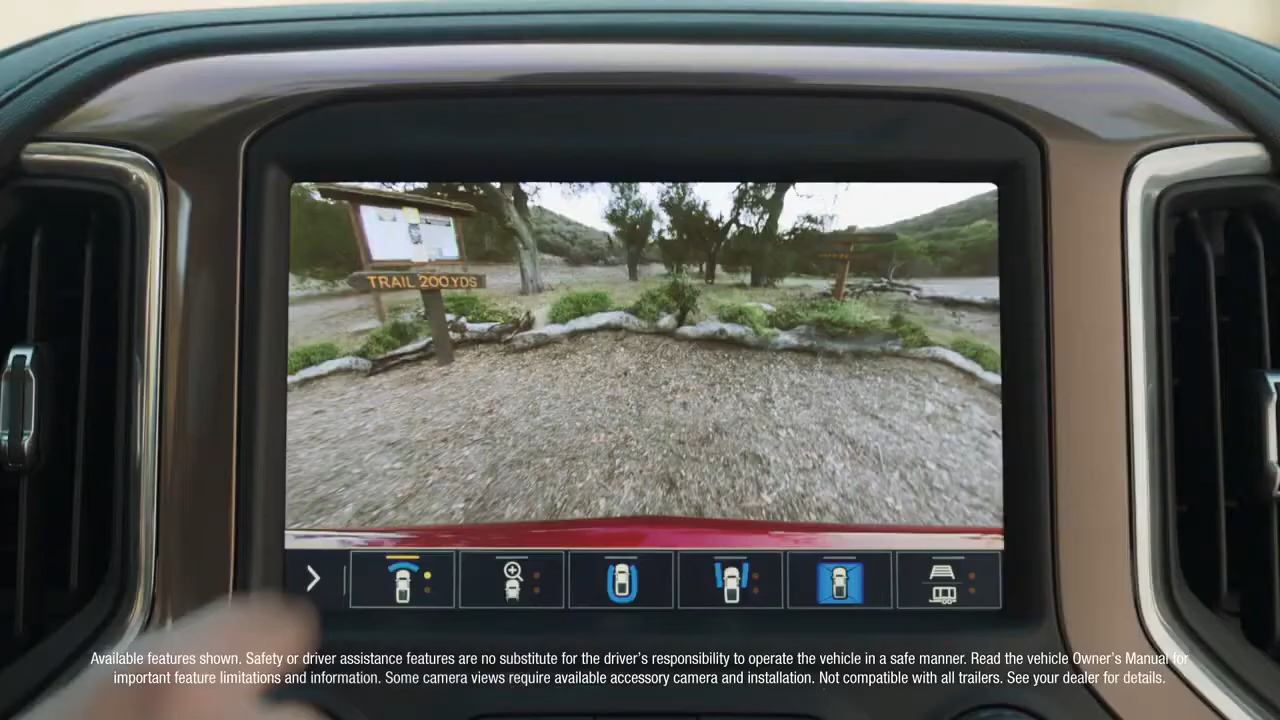 TRAIL 200YDS
Available features shown. Safety or driver assistance features are no substitute for the driver's responsibility to operate the vehicle in a safe manner. Read the vehicle Owner's Manual for
important feature limitations and information. Some camera views require available accessory camera and installation. Not compatible with all trailers. See your dealer for details.